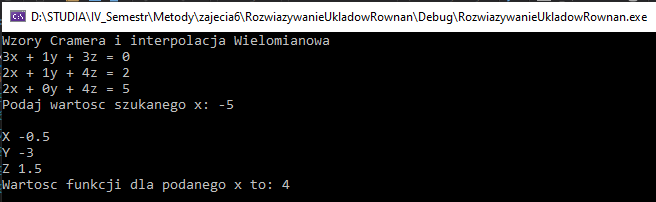 D:\STUDIA\IV_Semestr\Metody\zajecia6\RozwiazywanieUkladowRownan\Debug\RozwiazywanieUkladowRownan.exe
Wzory Cramera i interpolacja Wielomianowa
3x + 1y + 3z = 0
2x + 1y + 4z = 2
2x + 0y + 4z = 5
Podaj wartosc szukanego x: -5
X -0.5
Y -3
Z 1.5
Wartosc funkcji dla podanego x to: 4